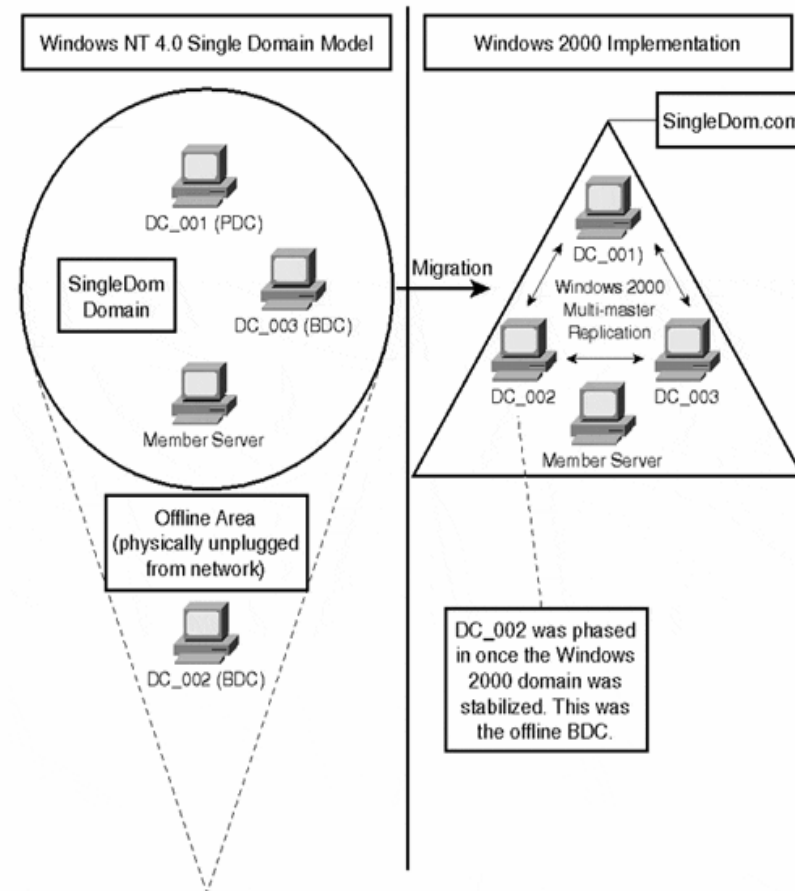 Windows NT 4.0 Single Domain Model
DC_001 (PDC)
SingleDom
Domain
DC_003 (BDC)
Member Server
Offline Area
(physically unplugged
from network)
DC_002 (BDC)
Migration
Windows 2000 Implementation
SingleDom.com
DC_001)
Windows 2000
Multi-master
Replication
DC_002
DC_003
Member Server
DC_002 was phased
in once the Windows
2000 domain was
stabilized. This was
the offline BDC.